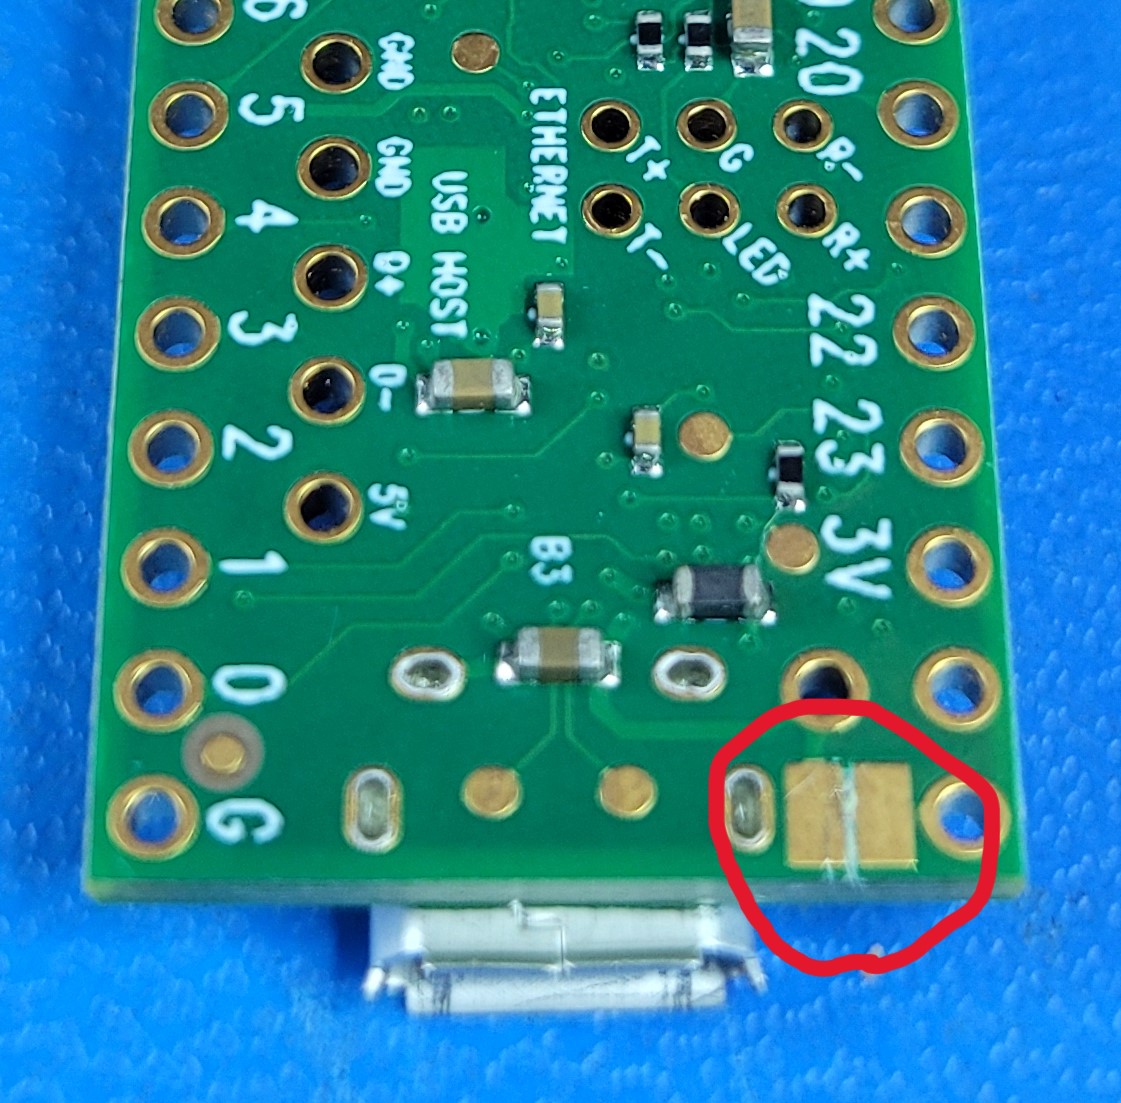 6
GND
20
5
ETHERNET
T+
G
R-
GND
USB HOST
4
T-
LED
R+
D+
3
22
D-
2
23
5V
1
B3
3V
0
G